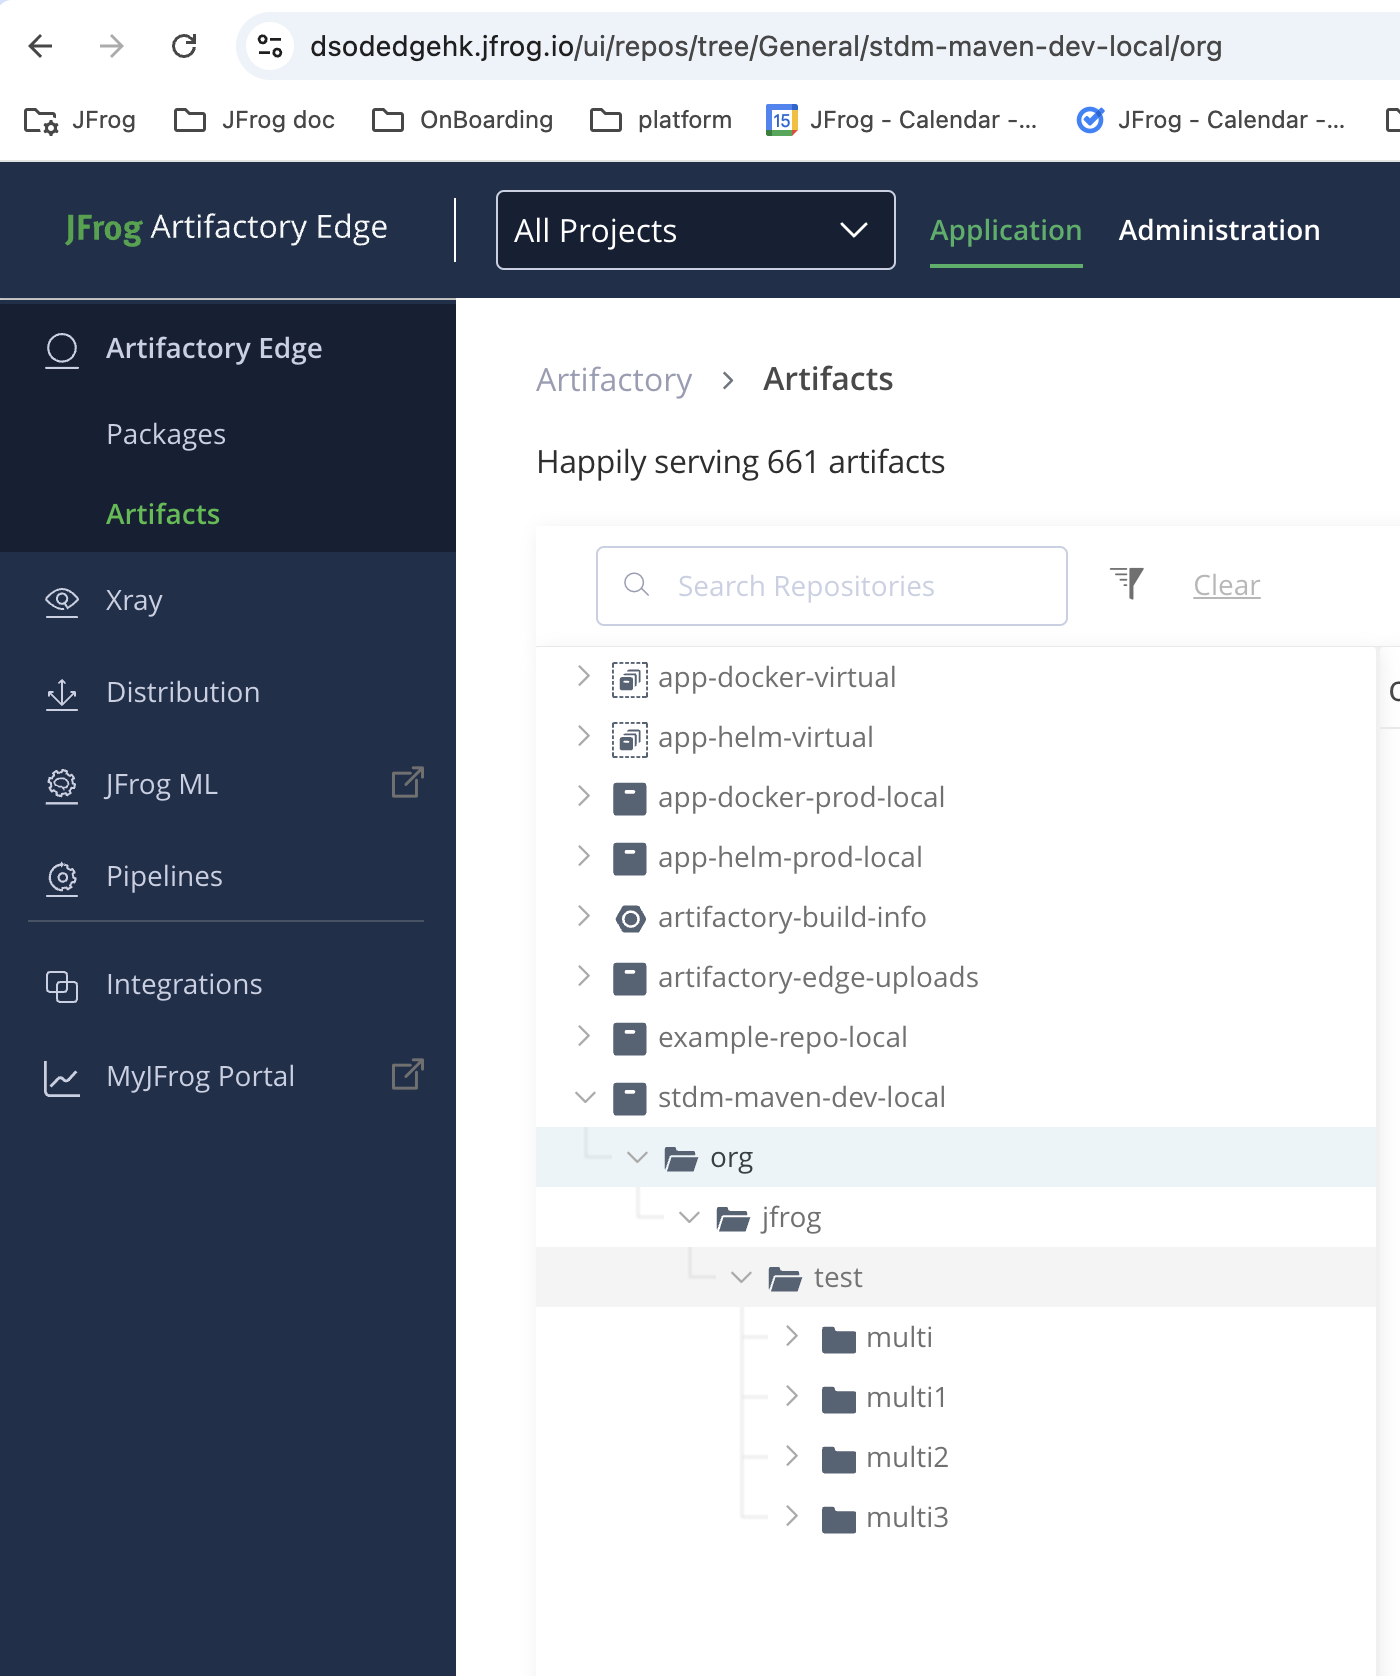 dsodedgehk.jfrog.io/ui/repos/tree/General/stdm-maven-dev-local/org
JFrog JFrog doc OnBoarding platform 15 JFrog - Calendar -... JFrog - Calendar -...
JFrog Artifactory Edge All Projects Application Administration
Artifactory Edge
Packages
Artifacts
Xray
Distribution
JFrog ML
Pipelines
Integrations
MyJFrog Portal
Artifactory > Artifacts
Happily serving 661 artifacts
Search Repositories Clear
app-docker-virtual
app-helm-virtual
app-docker-prod-local
app-helm-prod-local
artifactory-build-info
artifactory-edge-uploads
example-repo-local
stdm-maven-dev-local
org
jfrog
test
multi
multi1
multi2
multi3